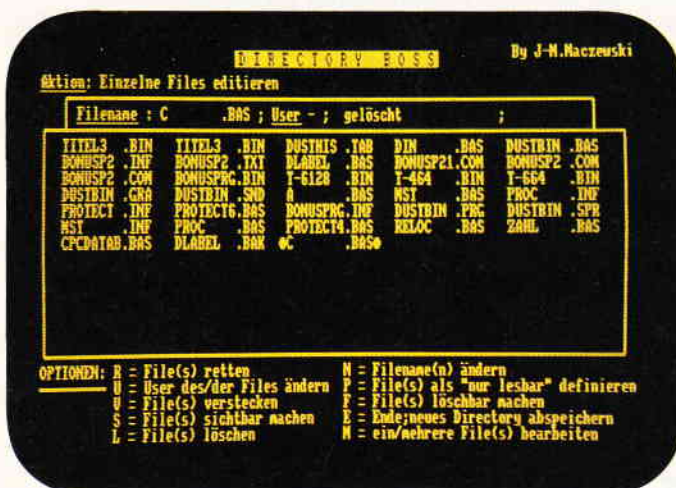 DIRECTORY BOSS
By J-M.Maczewski
Aktion: Einzelne Files editieren
Filename : C .BAS ; User - ; gelöscht ;
TITEL3 .BIN TITEL3 .BIN DUSTHIS .TAB DIN .BAS DUSTBIN .BAS
BONUSP2 .INF BONUSP2 .TXT DLABEL .BAS BONUSP21.COM BONUSP2 .COM
BONUSP2 .COM BONUSPRG.BIN T-6128 .BIN T-464 .BIN T-664 .BIN
DUSTBIN .GRA DUSTBIN .SND A .BAS MST .BAS PROC .INF
PROTECT .INF PROTECT6.BAS BONUSPRG.INF DUSTBIN .PRG DUSTBIN .SPR
MST .INF PROC .BAS PROTECT4.BAS RELOC .BAS ZAHL .BAS
CPCDATAB.BAS DLABEL .BAK ●C .BAS●
OPTIONEN: R = File(s) retten N = Filename(n) ändern
U = User des/der Files ändern P = File(s) als "nur lesbar" definieren
V = File(s) verstecken F = File(s) löschbar machen
S = File(s) sichtbar machen E = Ende;neues Directory abspeichern
L = File(s) löschen M = ein/mehrere File(s) bearbeiten